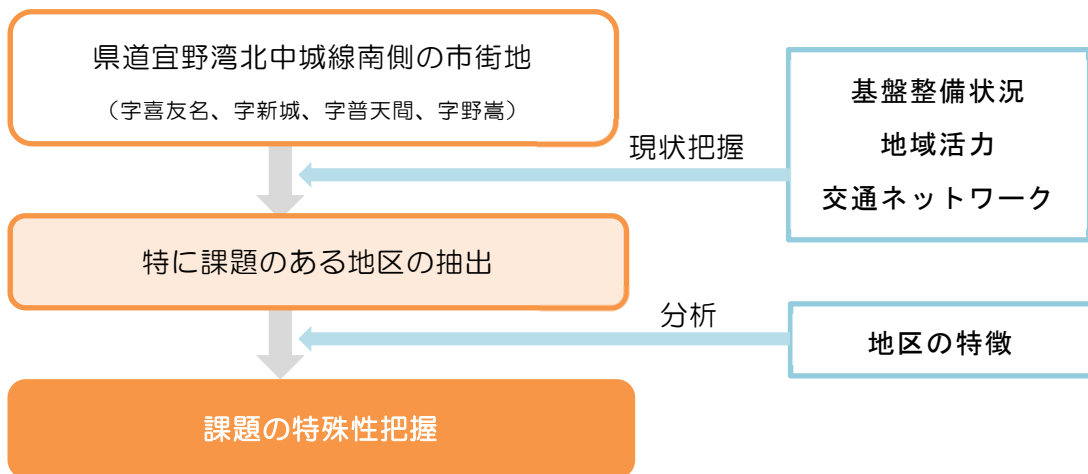 県道宜野湾北中城線南側の市街地
（字喜友名、字新城、字普天間、字野嵩）
現状把握
基盤整備状況
地域活力
交通ネットワーク
特に課題のある地区の抽出
分析
地区の特徴
課題の特殊性把握